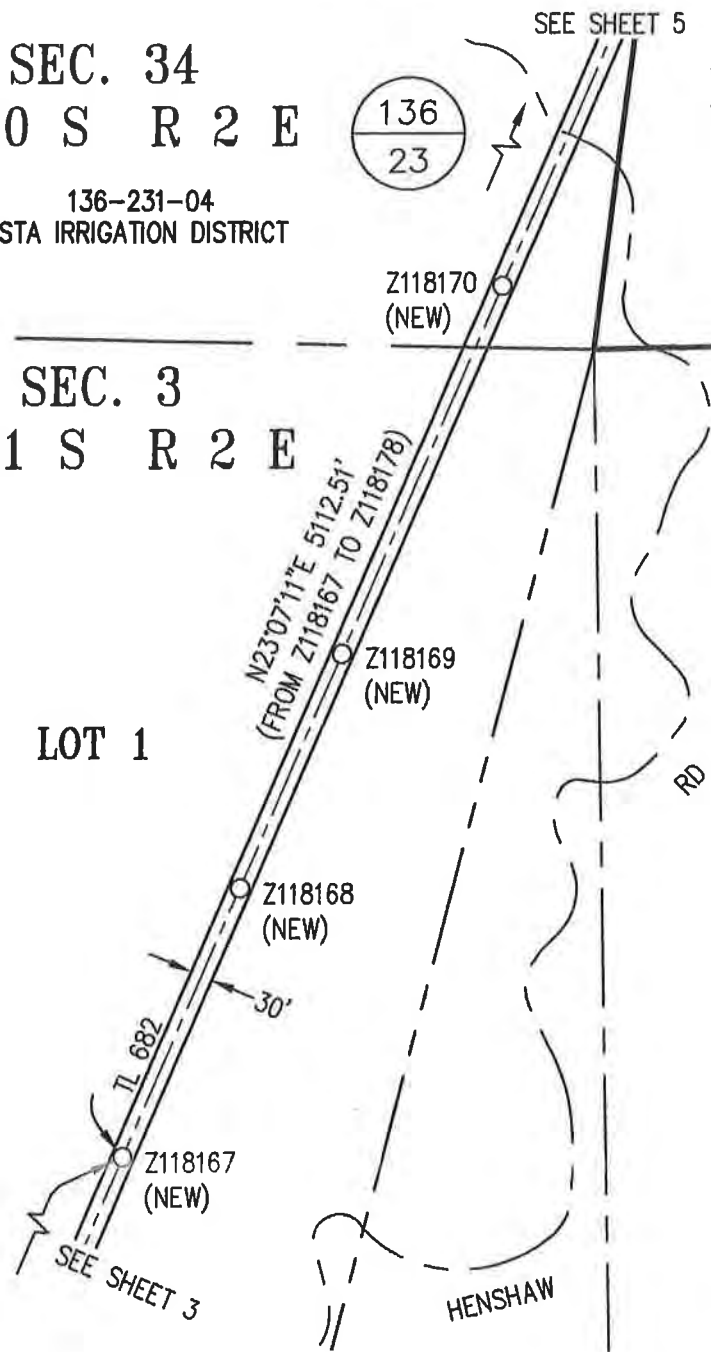 SEE SHEET 5
SEC. 34
0 S R 2 E
136
23
136-231-04
STA IRRIGATION DISTRICT
Z118170
(NEW)
SEC. 3
1 S R 2 E
N23°07'11"E 5112.51'
(FROM Z118167 TO Z118178)
Z118169
(NEW)
LOT 1
RD
Z118168
(NEW)
30'
TL 682
Z118167
(NEW)
SEE SHEET 3
HENSHAW